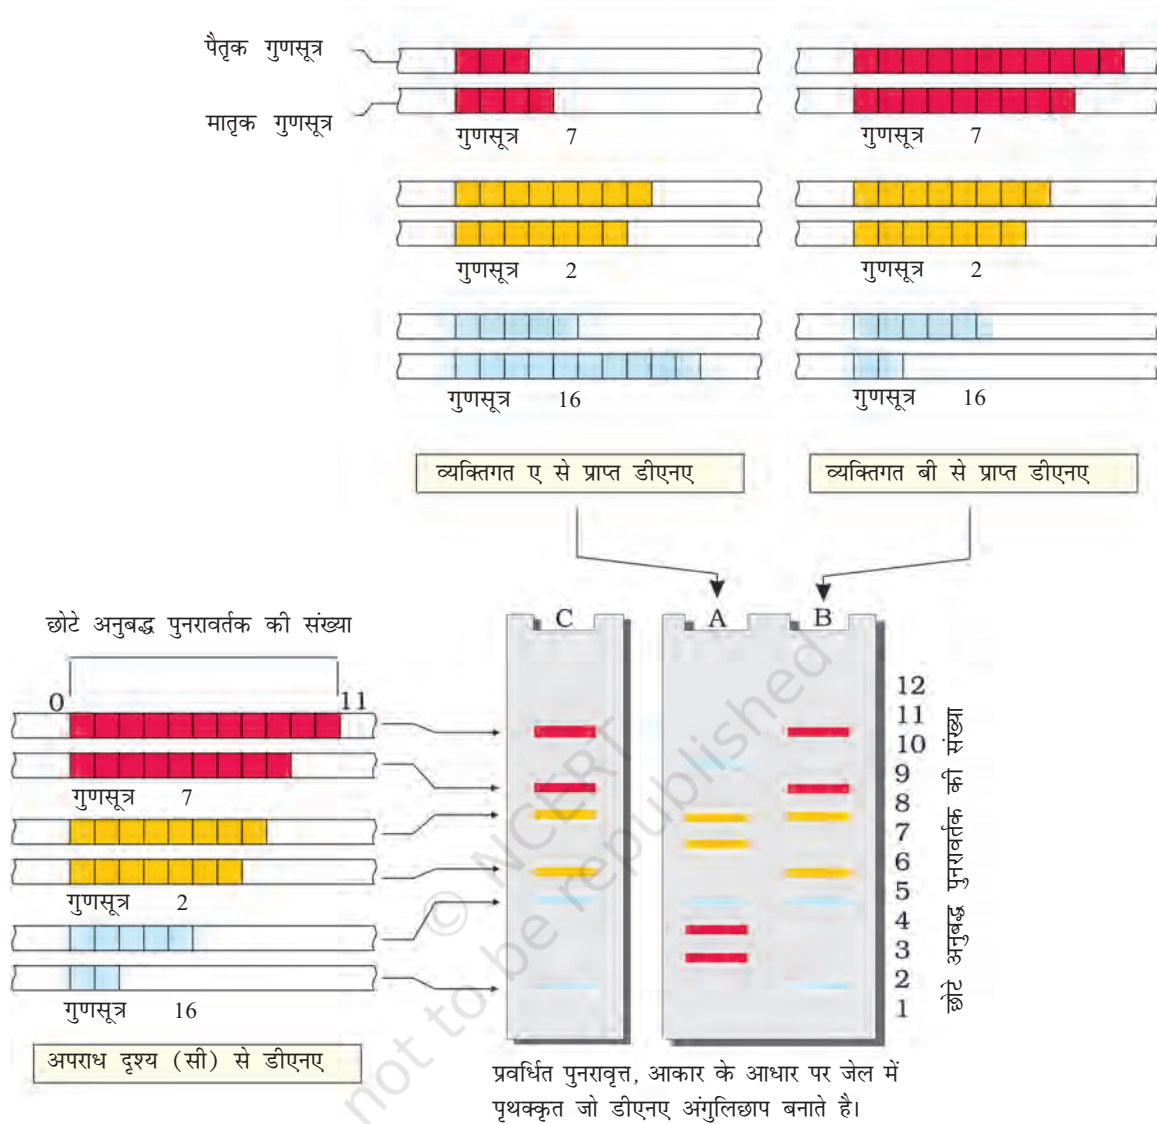 पैतृक गुणसूत्र
मातृक गुणसूत्र
गुणसूत्र 7
गुणसूत्र 7
गुणसूत्र 2
गुणसूत्र 2
गुणसूत्र 16
गुणसूत्र 16
व्यक्तिगत ए से प्राप्त डीएनए
व्यक्तिगत बी से प्राप्त डीएनए
छोटे अनुबद्ध पुनरावर्तक की संख्या
0 11
गुणसूत्र 7
गुणसूत्र 2
गुणसूत्र 16
अपराध दृश्य (सी) से डीएनए
C A B
12
11
10
9
8
7
6
5
4
3
2
1
छोटे अनुबद्ध पुनरावर्तक की संख्या
प्रवर्धित पुनरावृत्त, आकार के आधार पर जेल में
पृथक्कृत जो डीएनए अंगुलिछाप बनाते है।
© NCERT
not to be republished